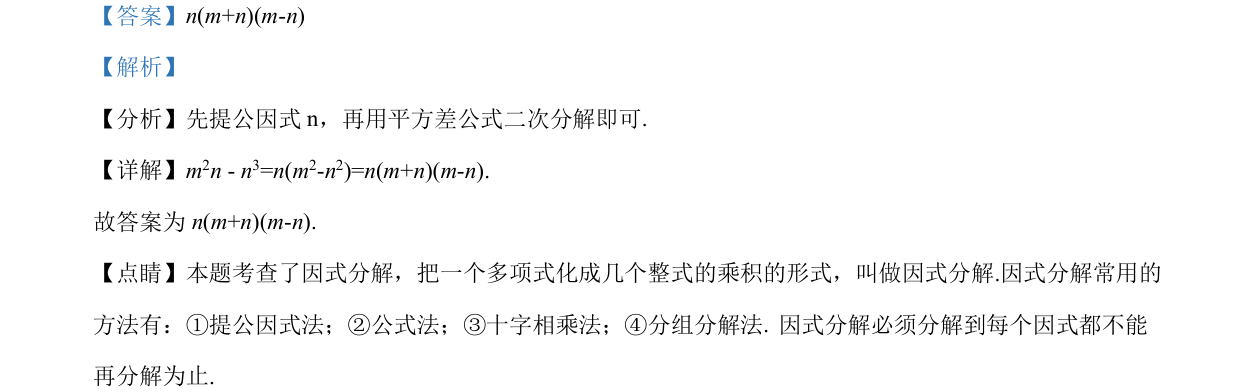 【答案】n(m+n)(m-n)
【解析】
【分析】先提公因式 n，再用平方差公式二次分解即可.
【详解】m²n - n³=n(m²-n²)=n(m+n)(m-n).
故答案为 n(m+n)(m-n).
【点睛】本题考查了因式分解，把一个多项式化成几个整式的乘积的形式，叫做因式分解.因式分解常用的
方法有：①提公因式法；②公式法；③十字相乘法；④分组分解法. 因式分解必须分解到每个因式都不能
再分解为止.